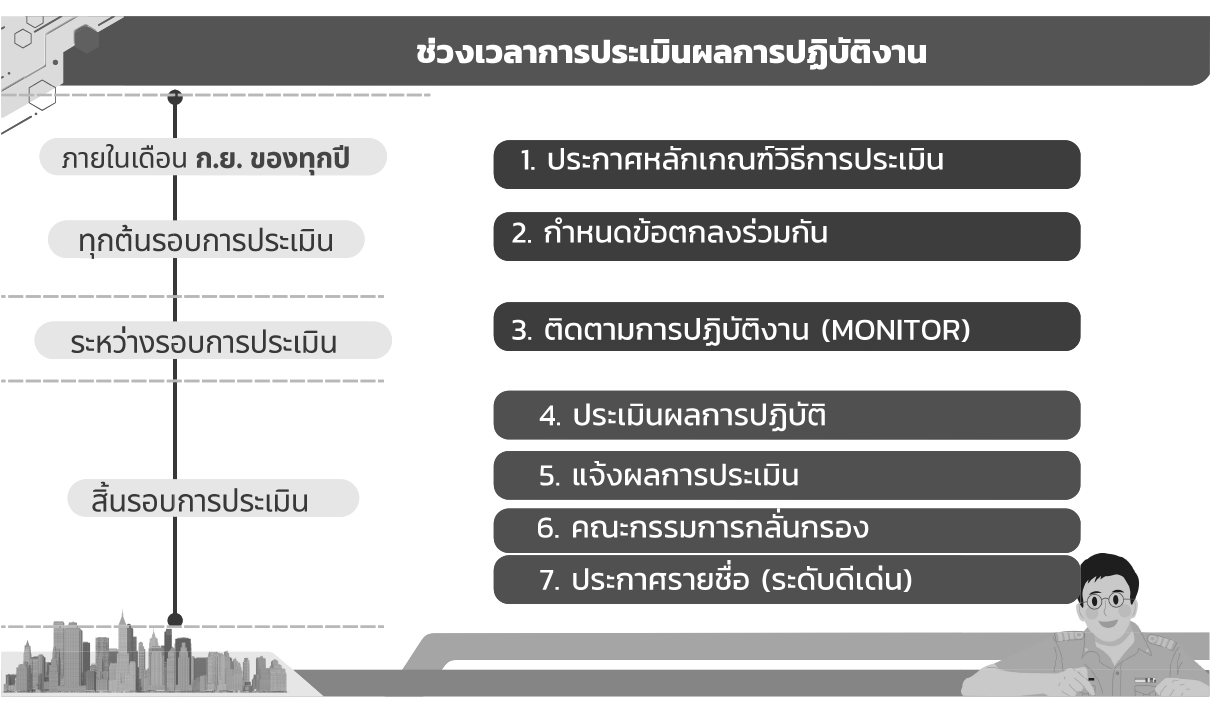 ช่วงเวลาการประเมินผลการปฏิบัติงาน
ภายในเดือน ก.ย. ของทุกปี
1. ประกาศหลักเกณฑ์วิธีการประเมิน
ทุกต้นรอบการประเมิน
2. กำหนดข้อตกลงร่วมกัน
ระหว่างรอบการประเมิน
3. ติดตามการปฏิบัติงาน (MONITOR)
สิ้นรอบการประเมิน
4. ประเมินผลการปฏิบัติ
5. แจ้งผลการประเมิน
6. คณะกรรมการกลั่นกรอง
7. ประกาศรายชื่อ (ระดับดีเด่น)